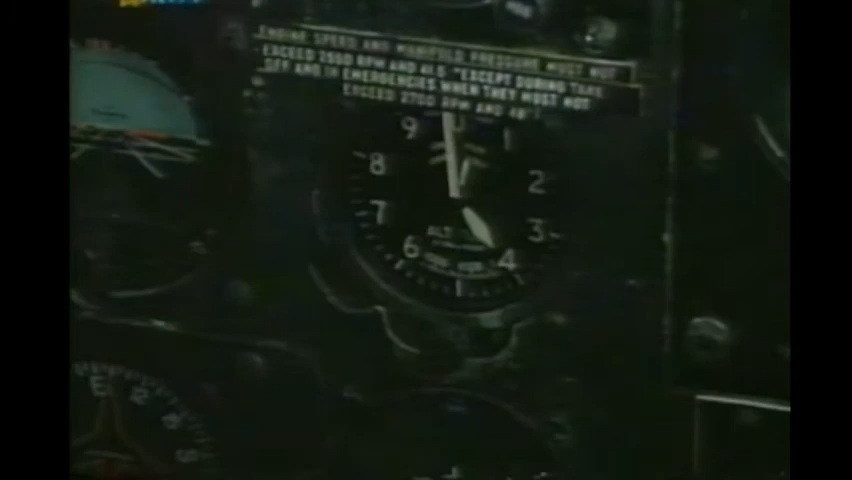 ENGINE SPEED AND MANIFOLD PRESSURE MUST NOT
EXCEED 2550 RPM AND 41.5 "EXCEPT DURING TAKE
OFF AND IN EMERGENCIES WHEN THEY MUST NOT
EXCEED 2700 RPM AND 48"
9 1
8 2
7 3
ALT
6 4
E